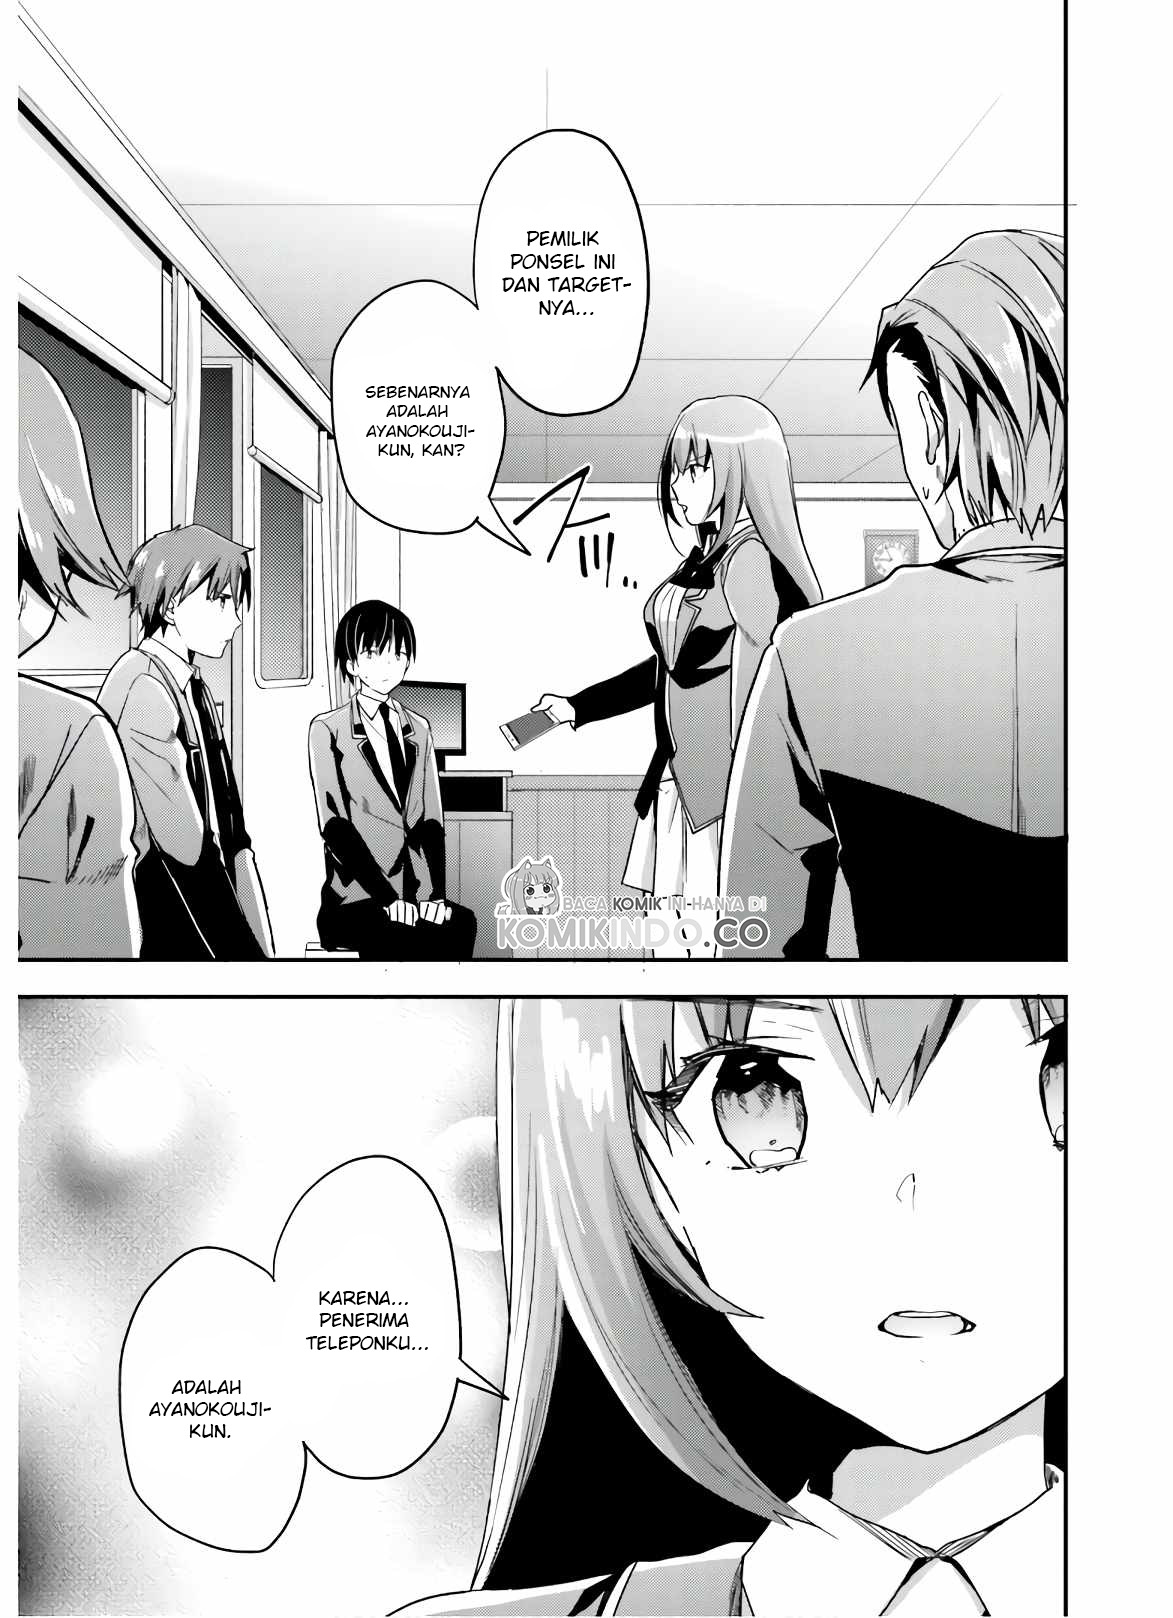 PEMILIK
PONSEL INI
DAN TARGET-
NYA...
SEBENARNYA
ADALAH
AYANOKOUJI-
KUN, KAN?
BACA KOMIK INI HANYA DI
KOMIKINDO.CO
KARENA...
PENERIMA
TELEPONKU...
ADALAH
AYANOKOUJI-
KUN.